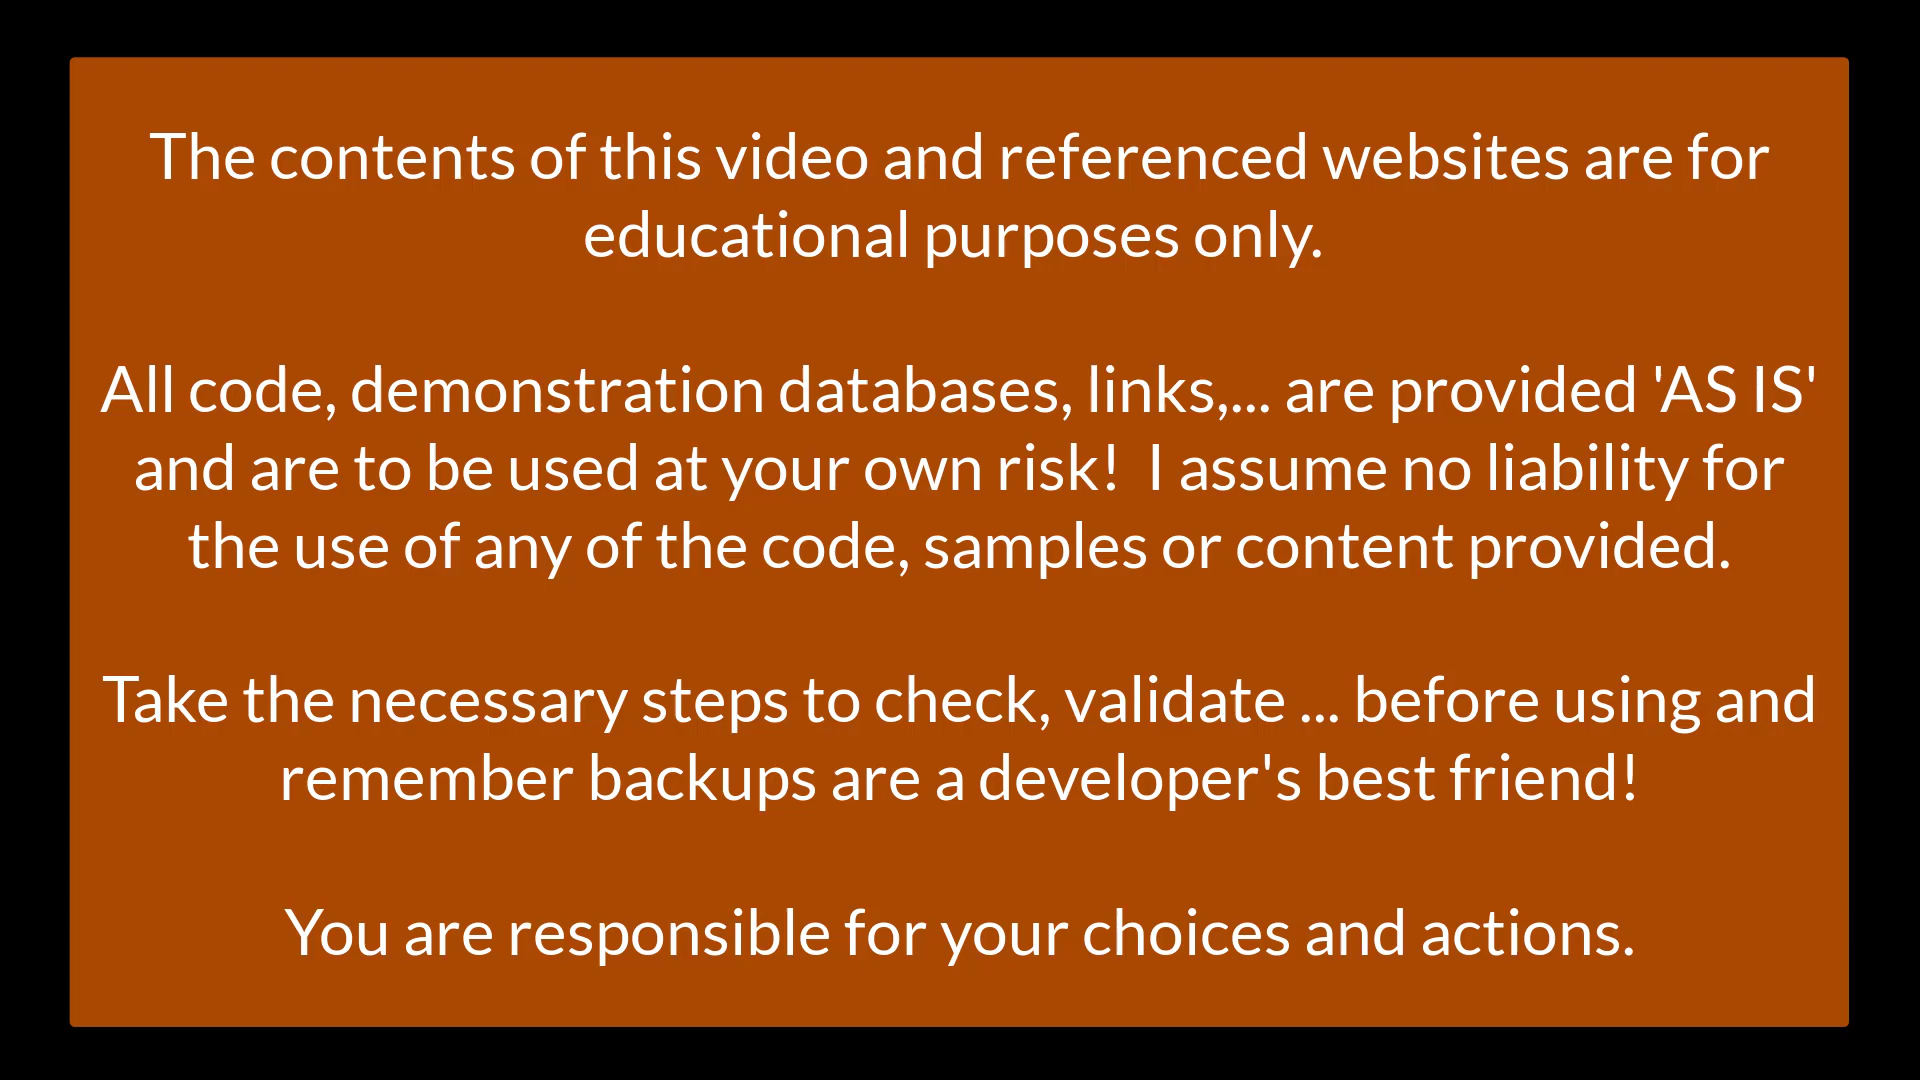 The contents of this video and referenced websites are for
educational purposes only.
All code, demonstration databases, links,... are provided 'AS IS'
and are to be used at your own risk!  I assume no liability for
the use of any of the code, samples or content provided.
Take the necessary steps to check, validate ... before using and
remember backups are a developer's best friend!
You are responsible for your choices and actions.